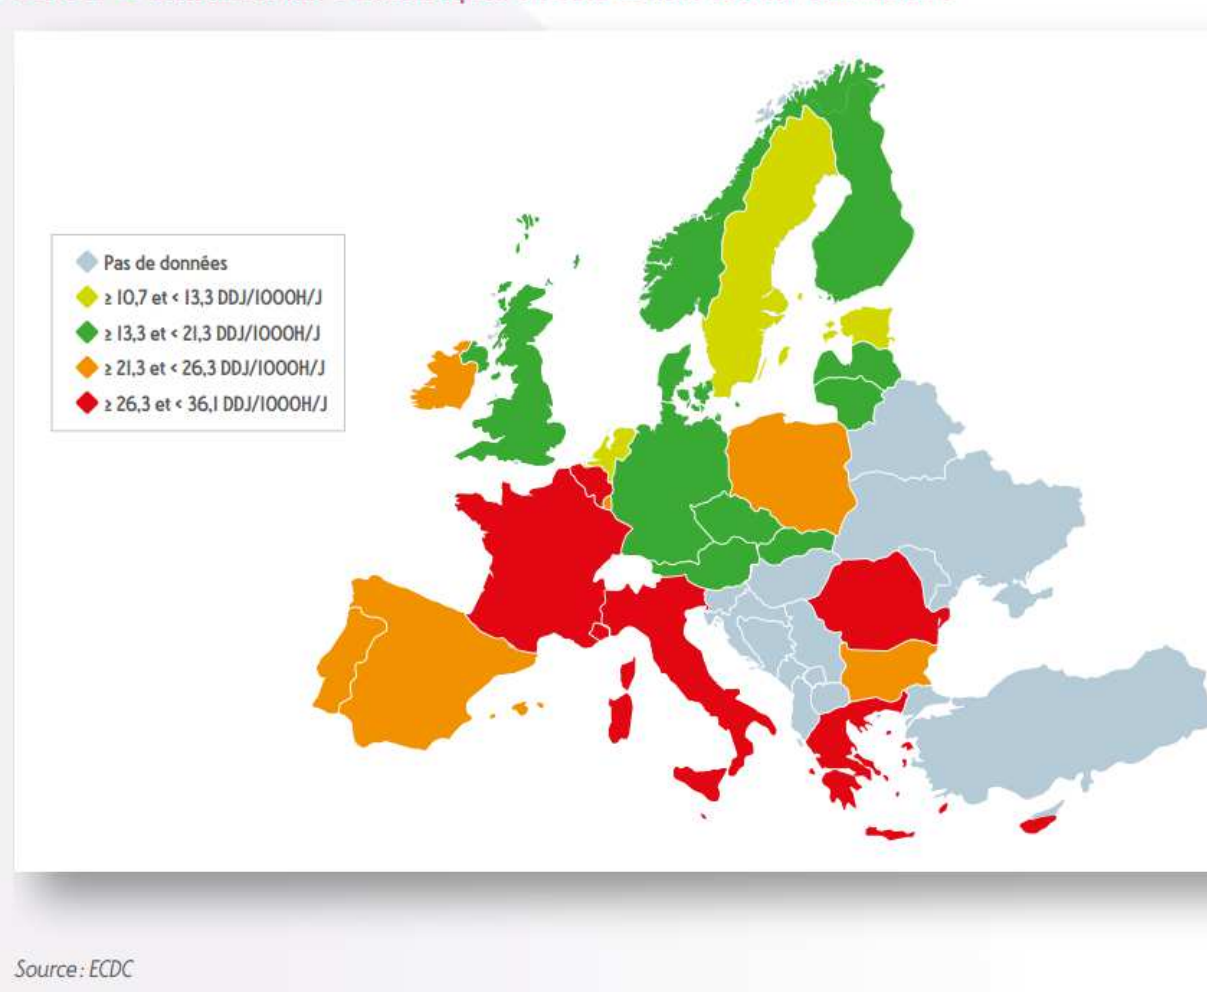 Pas de données
≥ 10,7 et < 13,3 DDJ/1000H/J
≥ 13,3 et < 21,3 DDJ/1000H/J
≥ 21,3 et < 26,3 DDJ/1000H/J
≥ 26,3 et < 36,1 DDJ/1000H/J
Source : ECDC